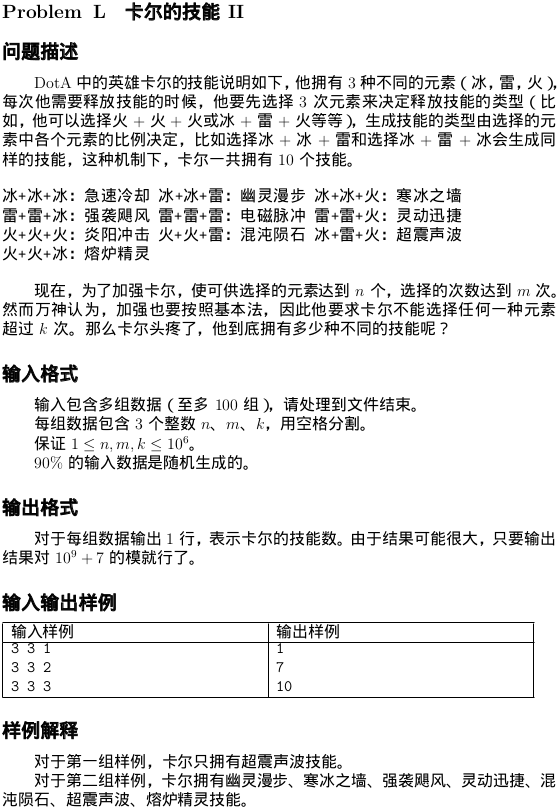 Problem L 卡尔的技能 II
问题描述
DotA 中的英雄卡尔的技能说明如下，他拥有 3 种不同的元素（冰，雷，火），
每次他需要释放技能的时候，他要先选择 3 次元素来决定释放技能的类型（比
如，他可以选择火 + 火 + 火或冰 + 雷 + 火等等），生成技能的类型由选择的元
素中各个元素的比例决定，比如选择冰 + 冰 + 雷和选择冰 + 雷 + 冰会生成同
样的技能，这种机制下，卡尔一共拥有 10 个技能。
冰+冰+冰：急速冷却 冰+冰+雷：幽灵漫步 冰+冰+火：寒冰之墙
雷+雷+冰：强袭飓风 雷+雷+雷：电磁脉冲 雷+雷+火：灵动迅捷
火+火+火：炎阳冲击 火+火+雷：混沌陨石 冰+雷+火：超震声波
火+火+冰：熔炉精灵
现在，为了加强卡尔，使可供选择的元素达到 n 个，选择的次数达到 m 次。
然而万神认为，加强也要按照基本法，因此他要求卡尔不能选择任何一种元素
超过 k 次。那么卡尔头疼了，他到底拥有多少种不同的技能呢？
输入格式
输入包含多组数据（至多 100 组），请处理到文件结束。
每组数据包含 3 个整数 n、m、k，用空格分割。
保证 1 ≤ n, m, k ≤ 10^6。
90% 的输入数据是随机生成的。
输出格式
对于每组数据输出 1 行，表示卡尔的技能数。由于结果可能很大，只要输出
结果对 10^9 + 7 的模就行了。
输入输出样例
输入样例 输出样例
3 3 1 1
3 3 2 7
3 3 3 10
样例解释
对于第一组样例，卡尔只拥有超震声波技能。
对于第二组样例，卡尔拥有幽灵漫步、寒冰之墙、强袭飓风、灵动迅捷、混
沌陨石、超震声波、熔炉精灵技能。